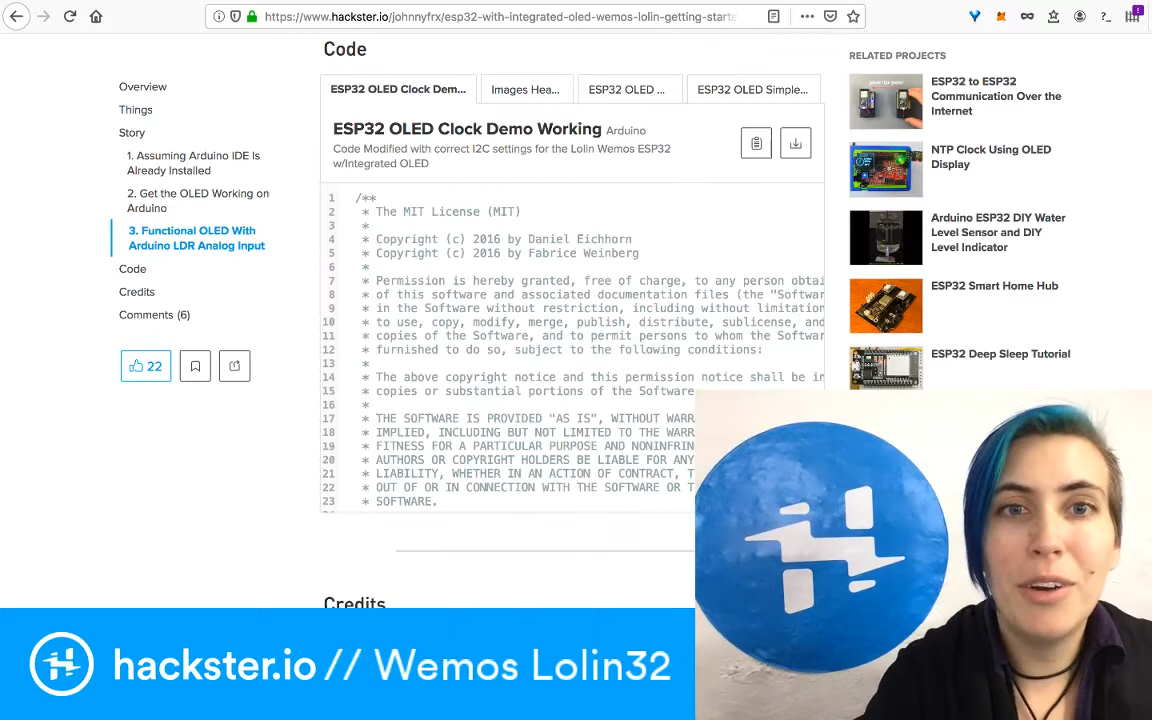 https://www.hackster.io/johnnyfrx/esp32-with-integrated-oled-wemos-lolin-getting-starte
Overview
Things
Story
1. Assuming Arduino IDE Is
Already Installed
2. Get the OLED Working on
Arduino
3. Functional OLED With
Arduino LDR Analog Input
Code
Credits
Comments (6)
22
Code
ESP32 OLED Clock Dem...
Images Hea...
ESP32 OLED ...
ESP32 OLED Simple...
ESP32 OLED Clock Demo Working Arduino
Code Modified with correct I2C settings for the Lolin Wemos ESP32
w/Integrated OLED
1 /**
2 * The MIT License (MIT)
3 *
4 * Copyright (c) 2016 by Daniel Eichhorn
5 * Copyright (c) 2016 by Fabrice Weinberg
6 *
7 * Permission is hereby granted, free of charge, to any person obtai
8 * of this software and associated documentation files (the "Softwar
9 * in the Software without restriction, including without limitation
10 * to use, copy, modify, merge, publish, distribute, sublicense, and
11 * copies of the Software, and to permit persons to whom the Softwar
12 * furnished to do so, subject to the following conditions:
13 *
14 * The above copyright notice and this permission notice shall be in
15 * copies or substantial portions of the Software.
16 *
17 * THE SOFTWARE IS PROVIDED "AS IS", WITHOUT WARR
18 * IMPLIED, INCLUDING BUT NOT LIMITED TO THE WARR
19 * FITNESS FOR A PARTICULAR PURPOSE AND NONINFRIN
20 * AUTHORS OR COPYRIGHT HOLDERS BE LIABLE FOR ANY
21 * LIABILITY, WHETHER IN AN ACTION OF CONTRACT, T
22 * OUT OF OR IN CONNECTION WITH THE SOFTWARE OR T
23 * SOFTWARE.
Credits
RELATED PROJECTS
ESP32 to ESP32
Communication Over the
Internet
NTP Clock Using OLED
Display
Arduino ESP32 DIY Water
Level Sensor and DIY
Level Indicator
ESP32 Smart Home Hub
ESP32 Deep Sleep Tutorial
hackster.io // Wemos Lolin32